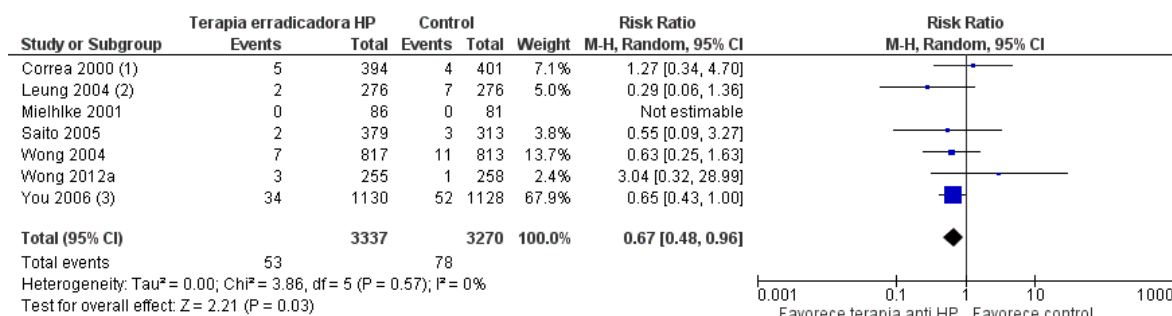 Terapia erradicadora HP Control Risk Ratio Risk Ratio
Study or Subgroup Events Total Events Total Weight M-H, Random, 95% CI M-H, Random, 95% CI
Correa 2000 (1) 5 394 4 401 7.1% 1.27 [0.34, 4.70]
Leung 2004 (2) 2 276 7 276 5.0% 0.29 [0.06, 1.36]
Mielhlke 2001 0 86 0 81 Not estimable
Saito 2005 2 379 3 313 3.8% 0.55 [0.09, 3.27]
Wong 2004 7 817 11 813 13.7% 0.63 [0.25, 1.63]
Wong 2012a 3 255 1 258 2.4% 3.04 [0.32, 28.99]
You 2006 (3) 34 1130 52 1128 67.9% 0.65 [0.43, 1.00]
Total (95% CI) 3337 3270 100.0% 0.67 [0.48, 0.96]
Total events 53 78
Heterogeneity: Tau² = 0.00; Chi² = 3.86, df = 5 (P = 0.57); I² = 0%
Test for overall effect: Z = 2.21 (P = 0.03)
0.001 0.1 1 10 1000
Favorece terapia anti HP Favorece control